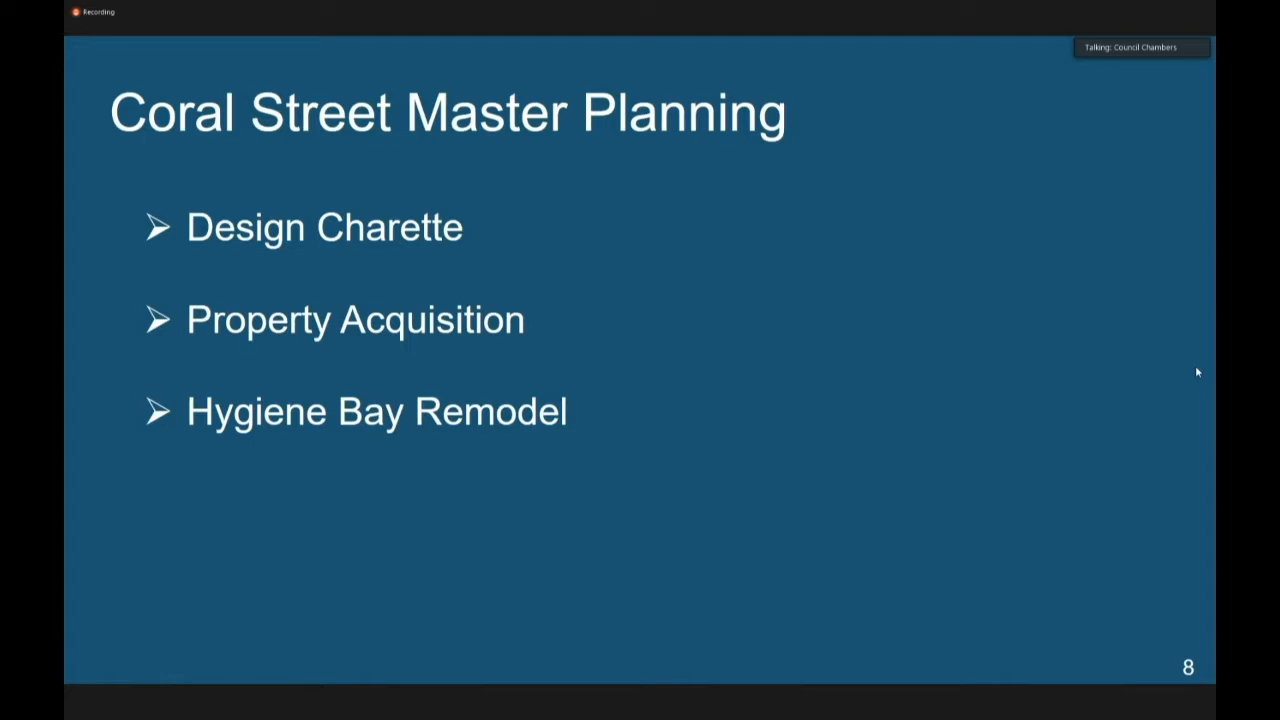 Recording
Talking: Council Chambers
Coral Street Master Planning
➢ Design Charette
➢ Property Acquisition
➢ Hygiene Bay Remodel
8